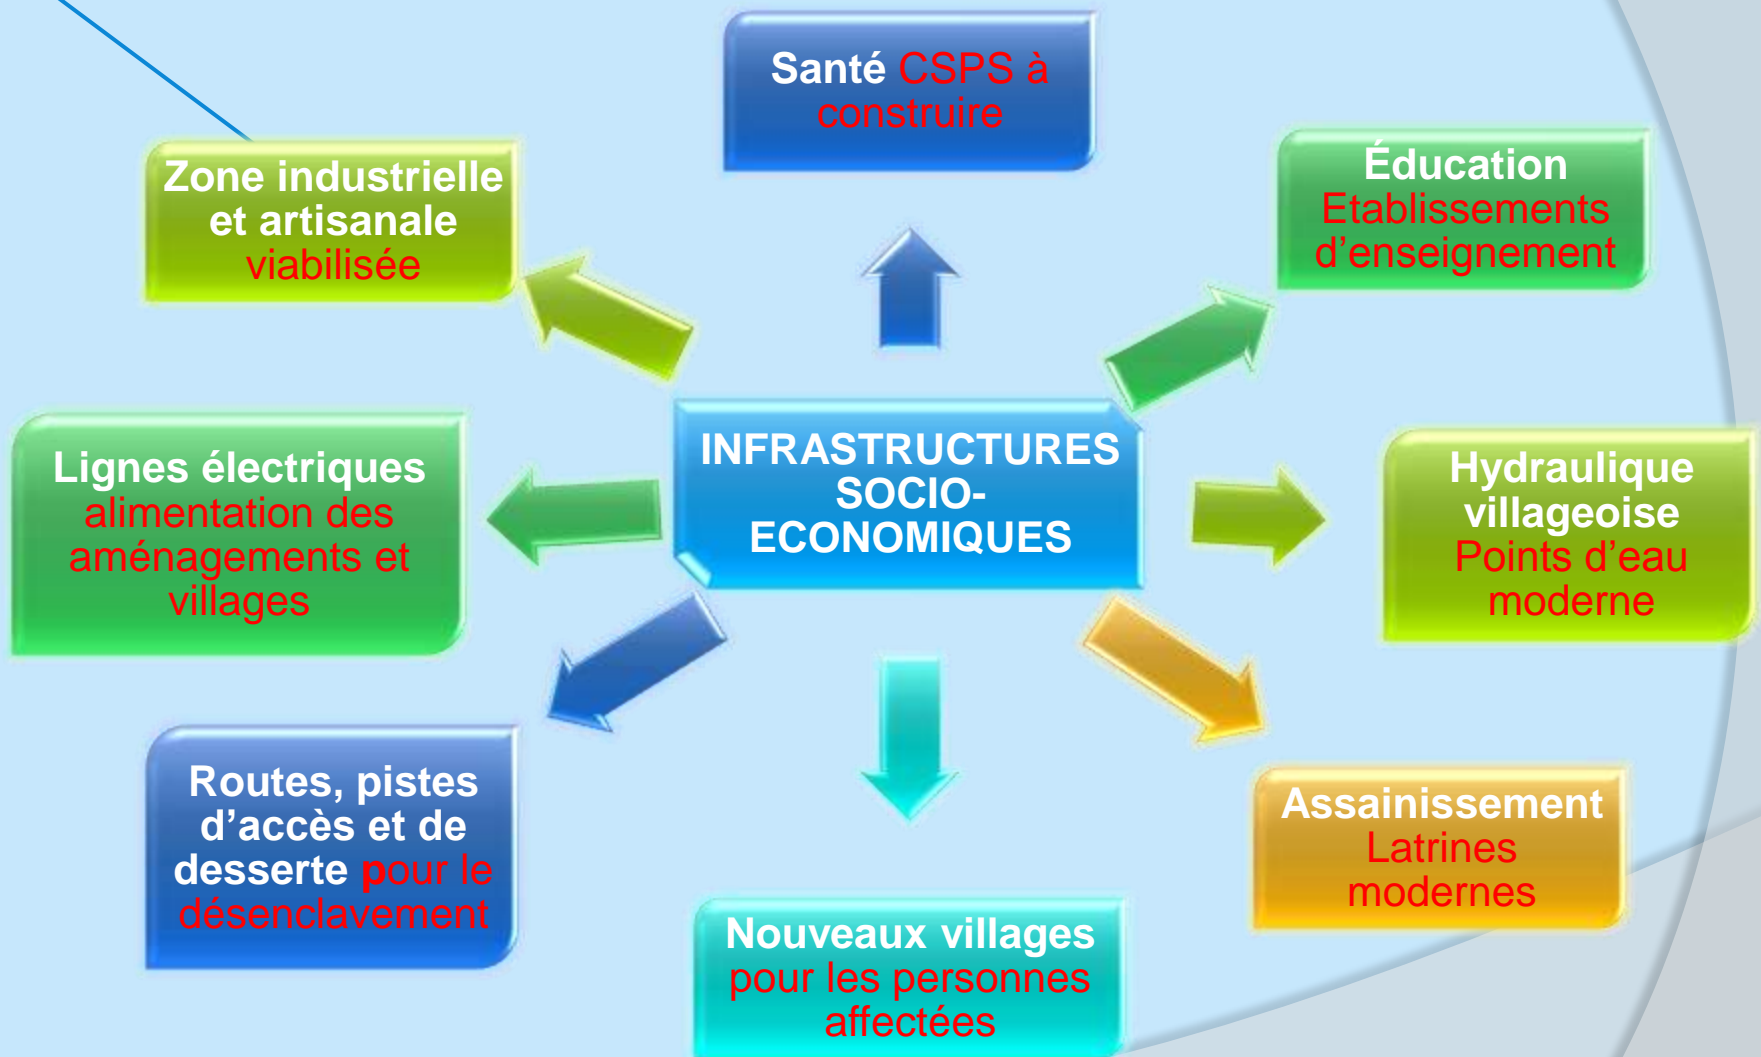 Santé CSPS à
construire
Éducation
Etablissements
d’enseignement
Zone industrielle
et artisanale
viabilisée
INFRASTRUCTURES
SOCIO-
ECONOMIQUES
Lignes électriques
alimentation des
aménagements et
villages
Hydraulique
villageoise
Points d’eau
moderne
Routes, pistes
d’accès et de
desserte pour le
désenclavement
Assainissement
Latrines
modernes
Nouveaux villages
pour les personnes
affectées